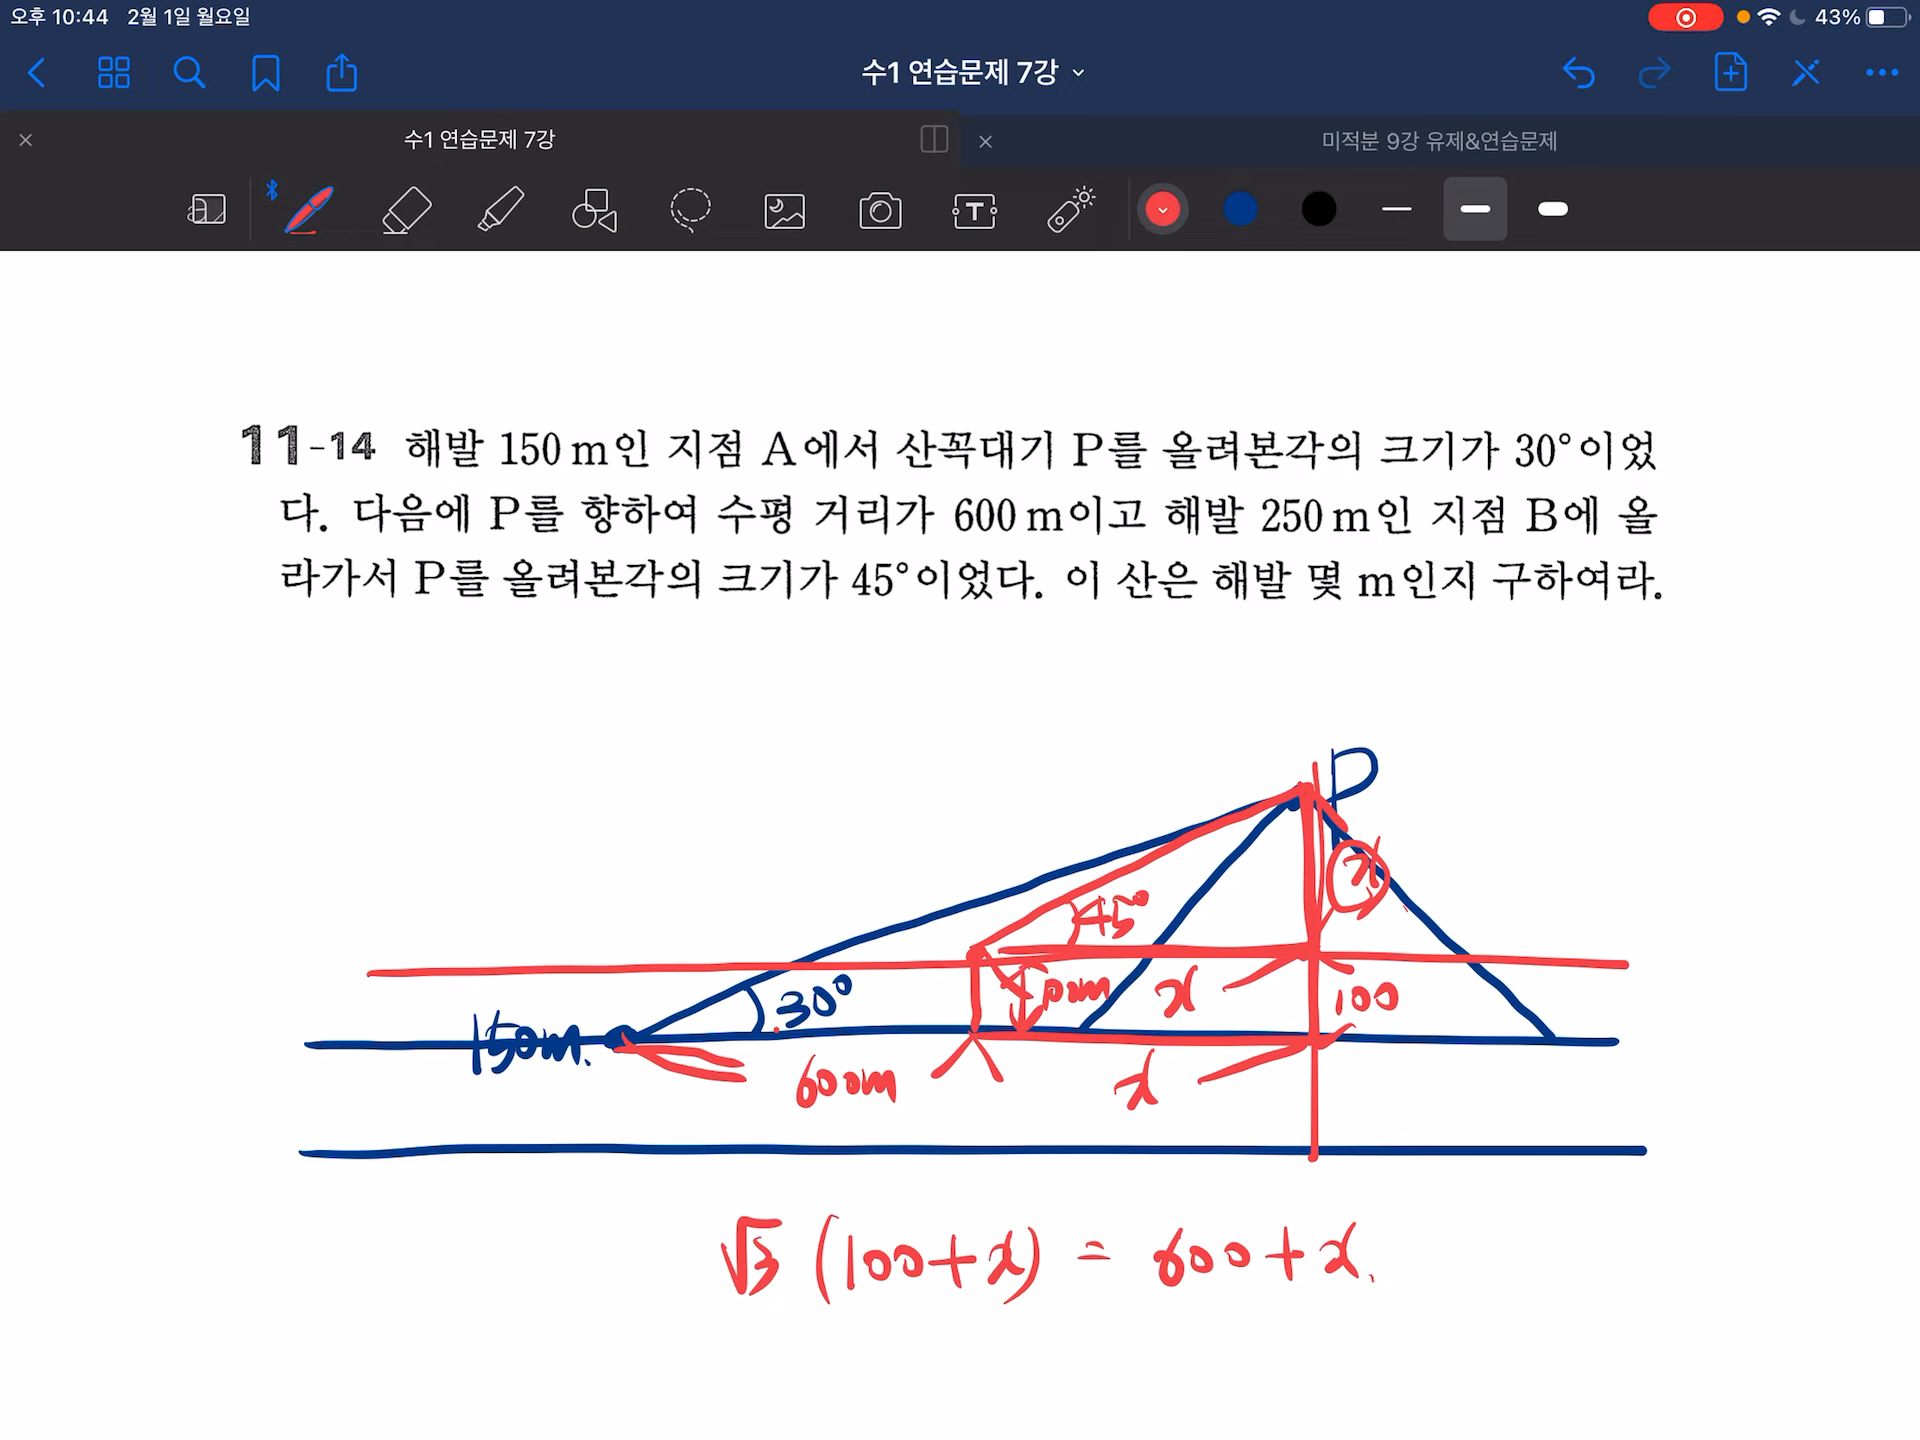 오후 10:44 2월 1일 월요일
43%
수1 연습문제 7강
수1 연습문제 7강
미적분 9강 유제&연습문제
11-14 해발 150 m인 지점 A에서 산꼭대기 P를 올려본각의 크기가 30°이었
다. 다음에 P를 향하여 수평 거리가 600 m이고 해발 250 m인 지점 B에 올
라가서 P를 올려본각의 크기가 45°이었다. 이 산은 해발 몇 m인지 구하여라.
P
x
45°
30°
100m
x
100
150m.
600m
x
√3 (100+x) = 600+x.